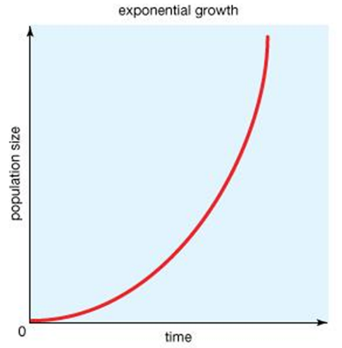 exponential growth
population size
0
time